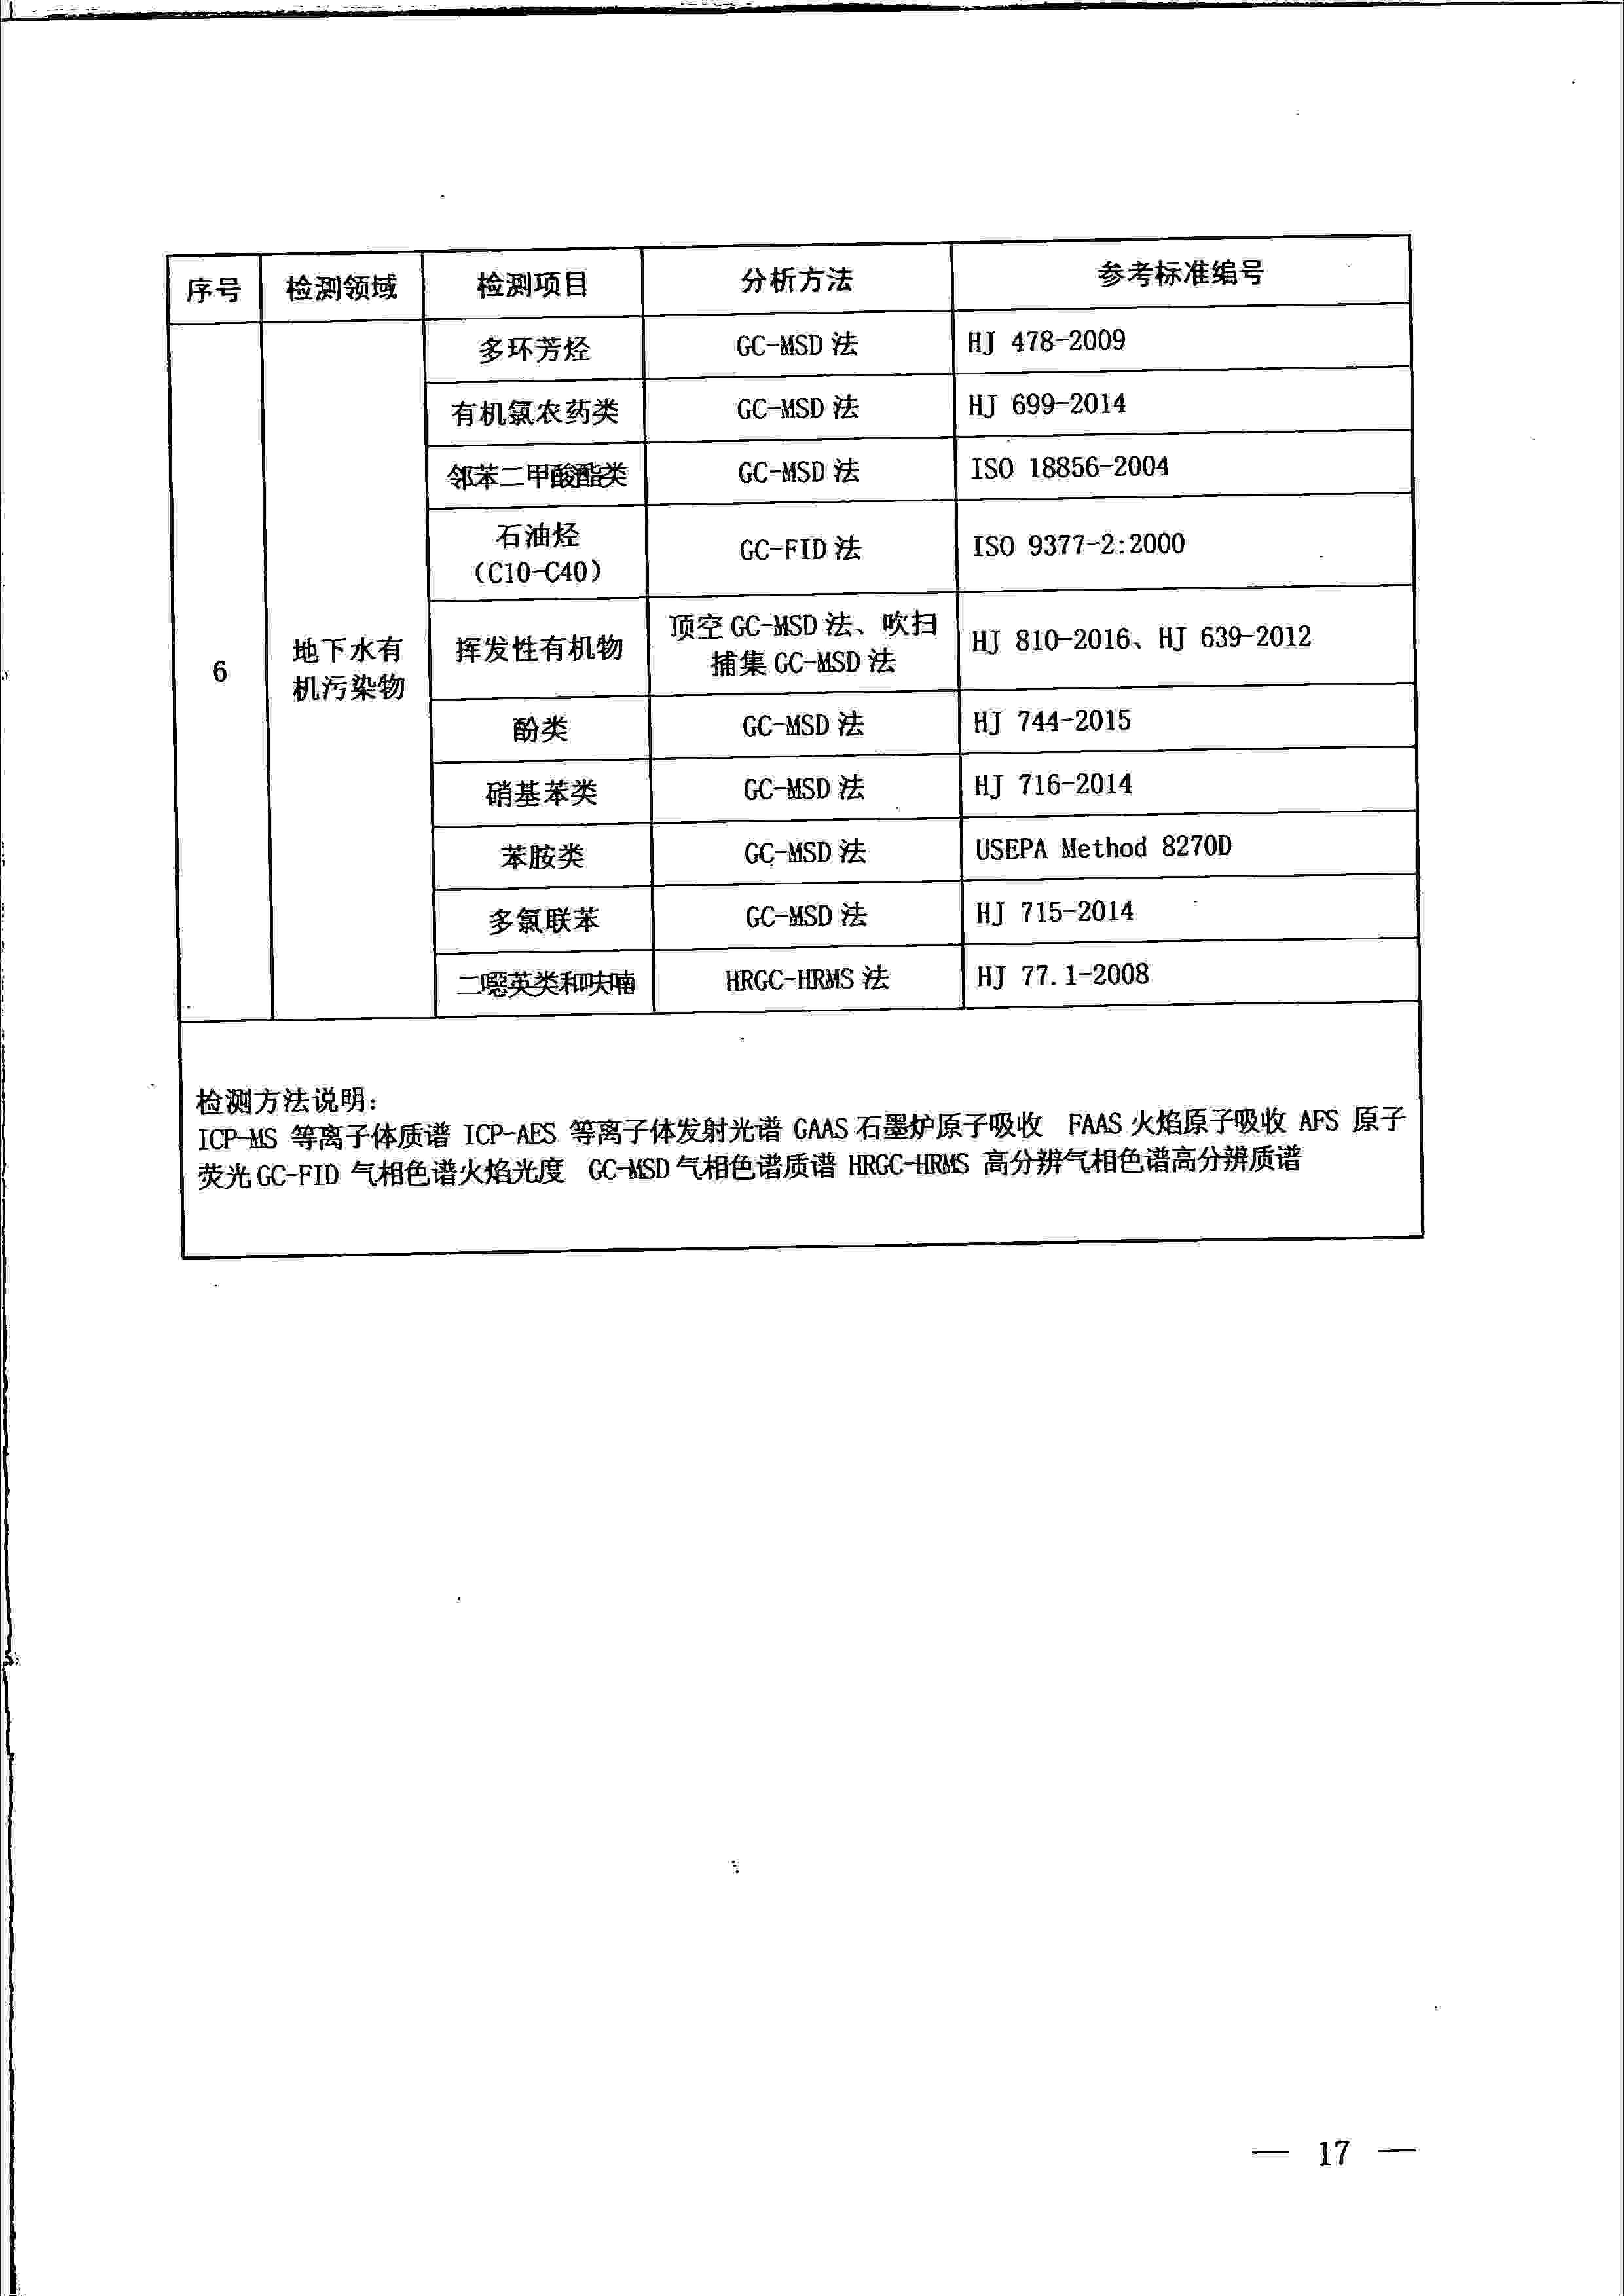 序号 检测领域 检测项目 分析方法 参考标准编号
6 地下水有
机污染物
多环芳烃 GC-MSD 法 HJ 478-2009
有机氯农药类 GC-MSD 法 HJ 699-2014
邻苯二甲酸酯类 GC-MSD 法 ISO 18856-2004
石油烃
(C10-C40) GC-FID 法 ISO 9377-2:2000
挥发性有机物 顶空 GC-MSD 法、吹扫
捕集 GC-MSD 法 HJ 810-2016、HJ 639-2012
酚类 GC-MSD 法 HJ 744-2015
硝基苯类 GC-MSD 法 HJ 716-2014
苯胺类 GC-MSD 法 USEPA Method 8270D
多氯联苯 GC-MSD 法 HJ 715-2014
二噁英类和呋喃 HRGC-HRMS 法 HJ 77.1-2008
检测方法说明:
ICP-MS 等离子体质谱 ICP-AES 等离子体发射光谱 GAAS 石墨炉原子吸收 FAAS 火焰原子吸收 AFS 原子
荧光 GC-FID 气相色谱火焰光度 GC-MSD 气相色谱质谱 HRGC-HRMS 高分辨气相色谱高分辨质谱
— 17 —